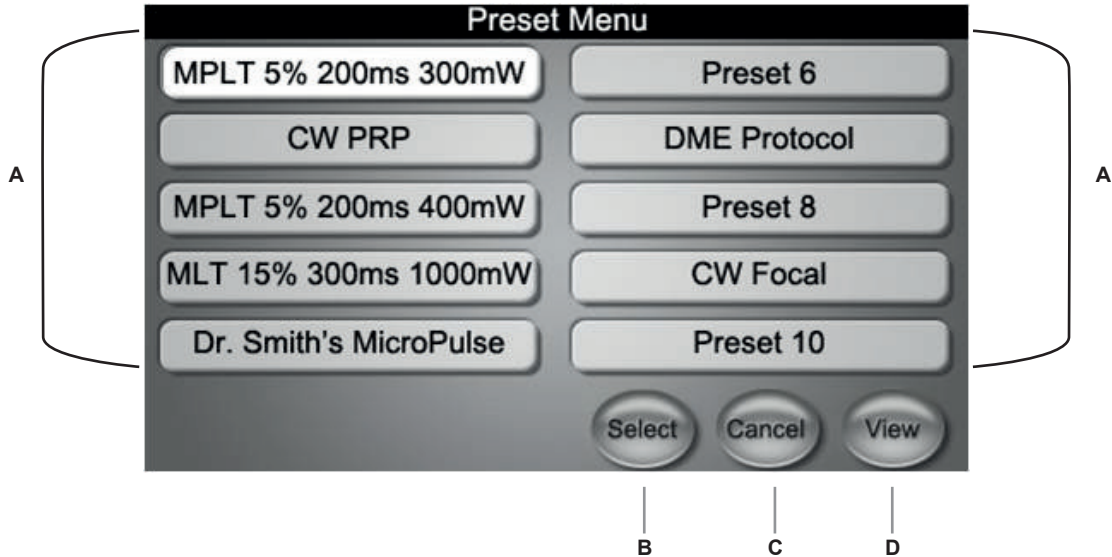 Preset Menu
MPLT 5% 200ms 300mW
CW PRP
MPLT 5% 200ms 400mW
MLT 15% 300ms 1000mW
Dr. Smith's MicroPulse
Preset 6
DME Protocol
Preset 8
CW Focal
Preset 10
Select
Cancel
View
A
A
B
C
D